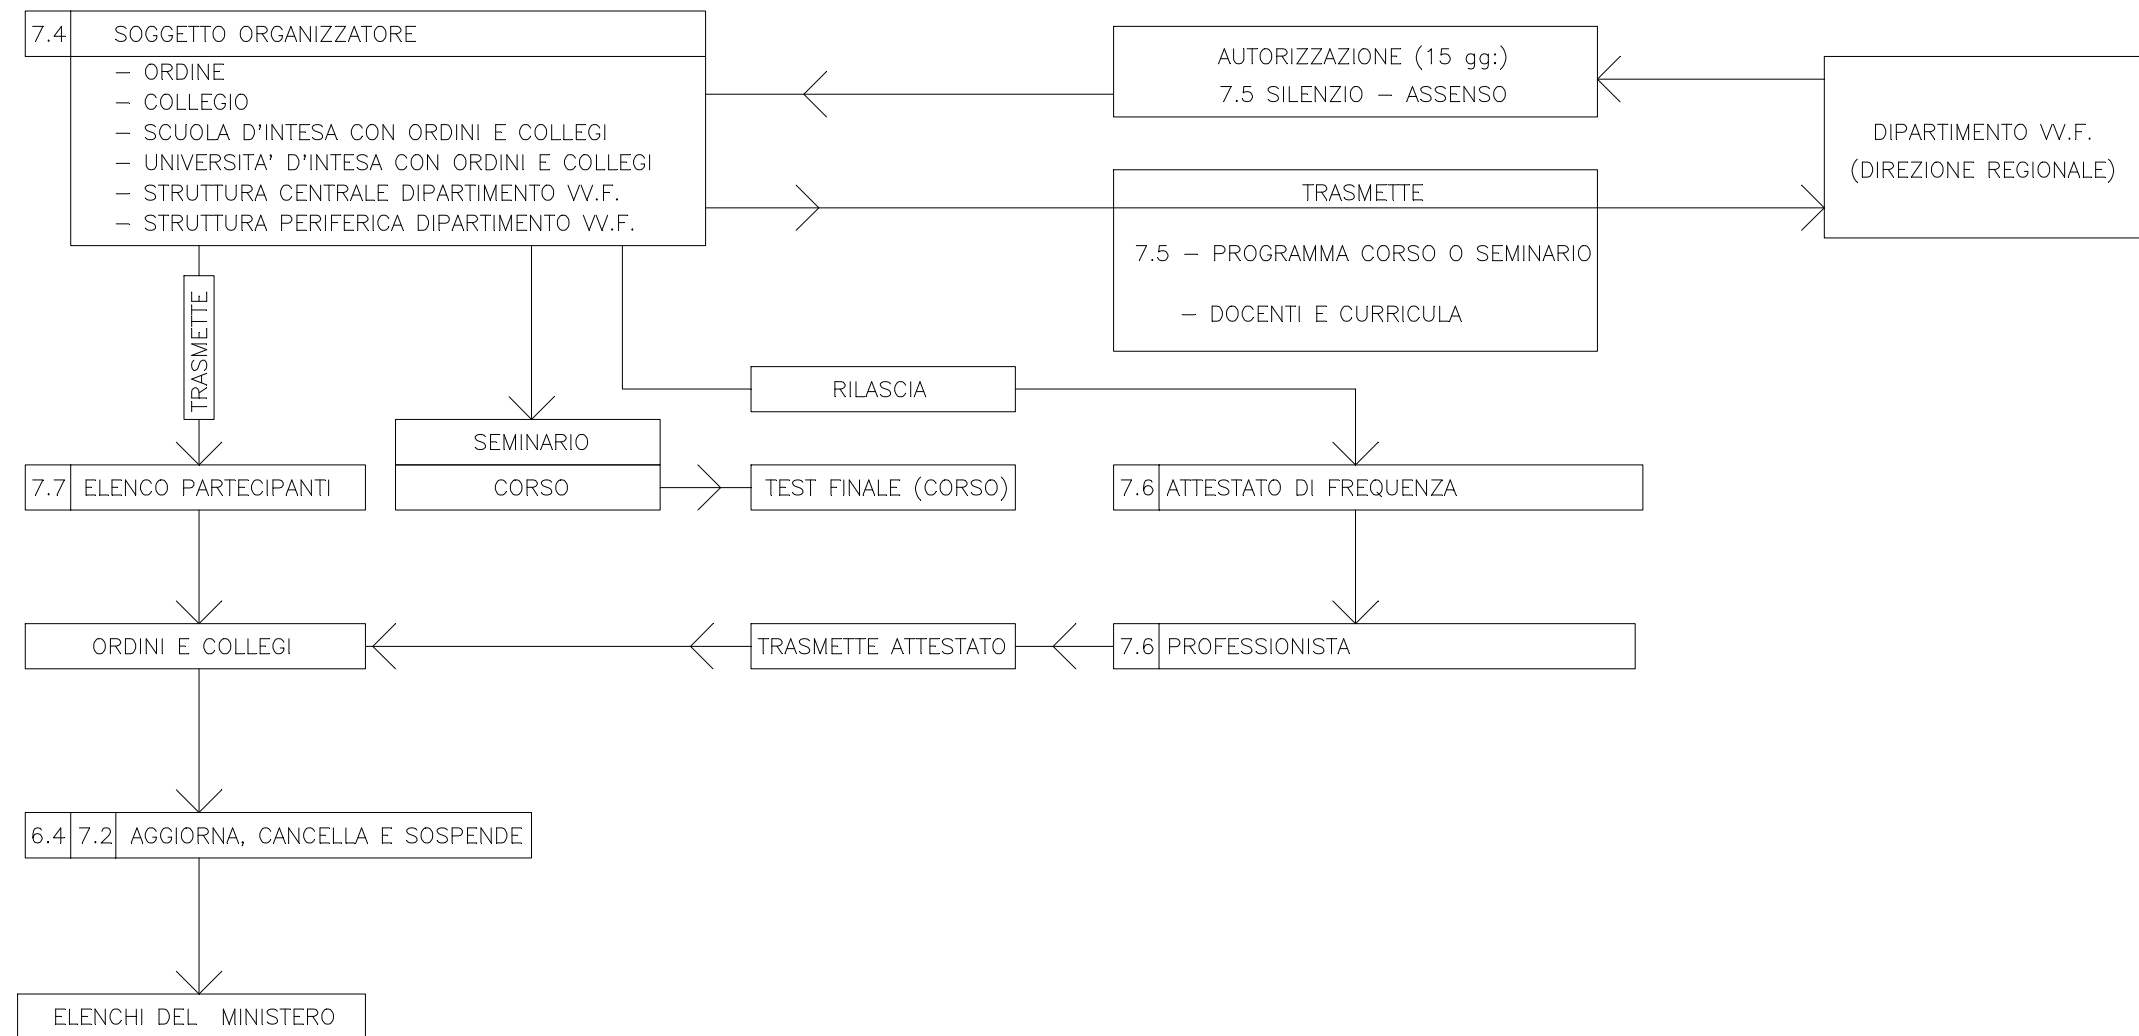 7.4 SOGGETTO ORGANIZZATORE
– ORDINE
– COLLEGIO
– SCUOLA D'INTESA CON ORDINI E COLLEGI
– UNIVERSITA' D'INTESA CON ORDINI E COLLEGI
– STRUTTURA CENTRALE DIPARTIMENTO VV.F.
– STRUTTURA PERIFERICA DIPARTIMENTO VV.F.
AUTORIZZAZIONE (15 gg:)
7.5 SILENZIO – ASSENSO
DIPARTIMENTO VV.F.
(DIREZIONE REGIONALE)
TRASMETTE
7.5 – PROGRAMMA CORSO O SEMINARIO
– DOCENTI E CURRICULA
TRASMETTE
RILASCIA
SEMINARIO
7.7 ELENCO PARTECIPANTI
CORSO
TEST FINALE (CORSO)
7.6 ATTESTATO DI FREQUENZA
ORDINI E COLLEGI
TRASMETTE ATTESTATO
7.6 PROFESSIONISTA
6.4 7.2 AGGIORNA, CANCELLA E SOSPENDE
ELENCHI DEL MINISTERO